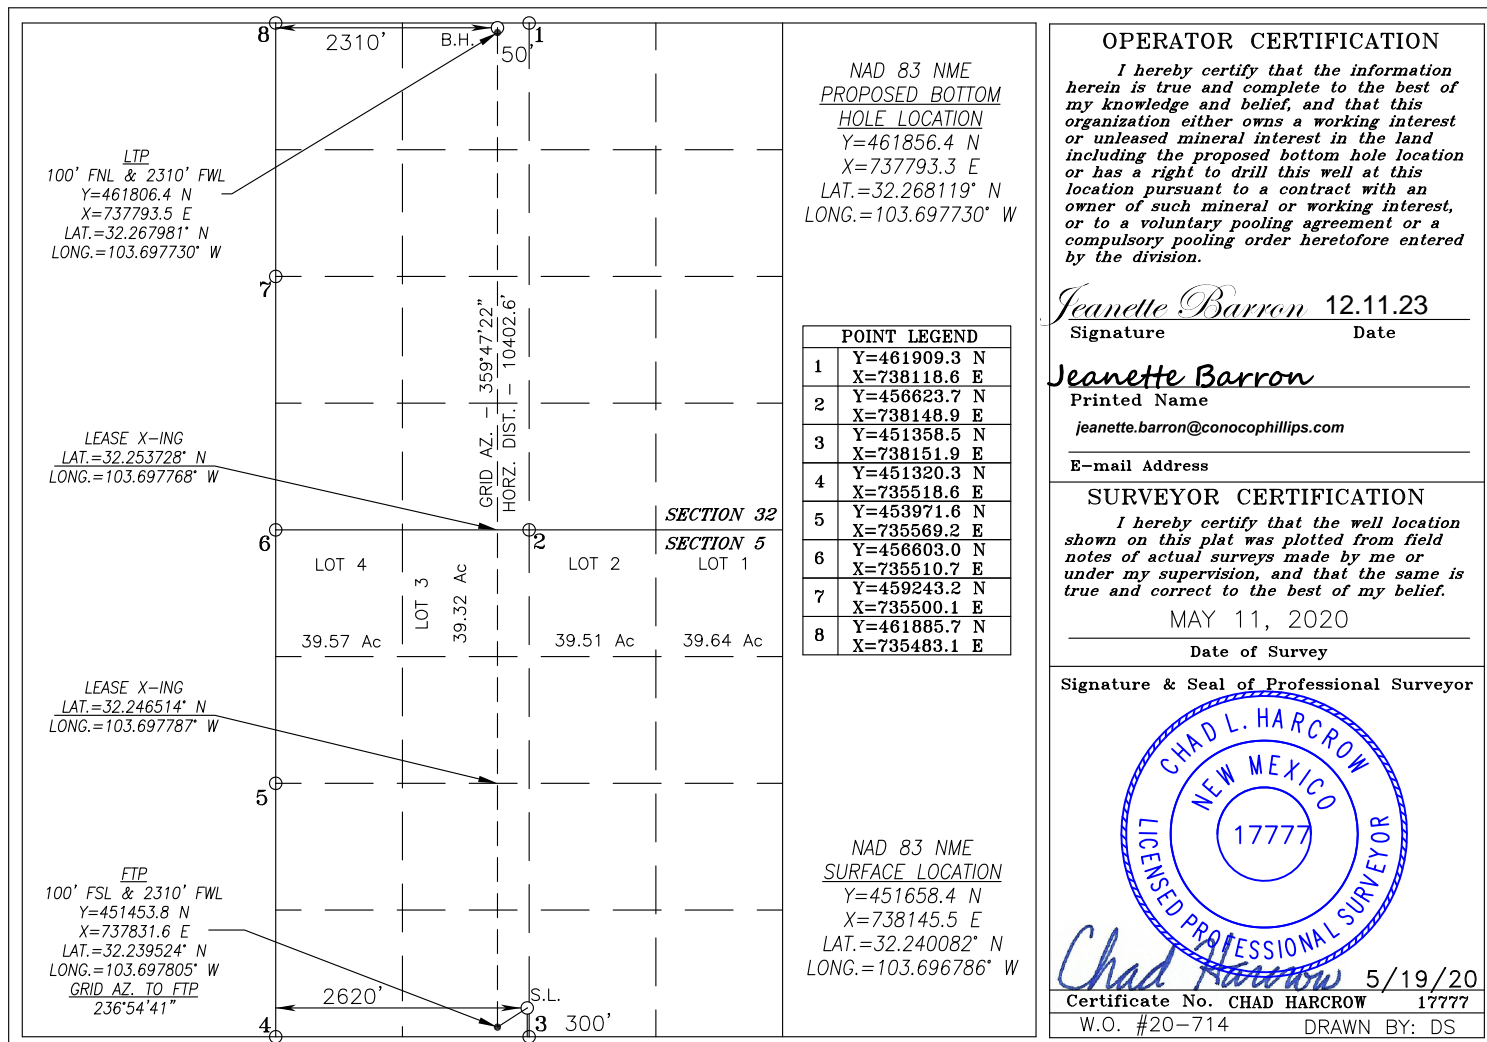 8
2310'
B.H.
1
50'
LTP
100' FNL & 2310' FWL
Y=461806.4 N
X=737793.5 E
LAT.=32.267981° N
LONG.=103.697730° W
7
GRID AZ. - 359°47'22"
HORZ. DIST. - 10402.6'
LEASE X-ING
LAT.=32.253728° N
LONG.=103.697768° W
SECTION 32
6
2
SECTION 5
LOT 4
LOT 3
39.32 Ac
LOT 2
LOT 1
39.57 Ac
39.51 Ac
39.64 Ac
LEASE X-ING
LAT.=32.246514° N
LONG.=103.697787° W
5
FTP
100' FSL & 2310' FWL
Y=451453.8 N
X=737831.6 E
LAT.=32.239524° N
LONG.=103.697805° W
GRID AZ. TO FTP
236°54'41"
2620'
S.L.
4
3
300'
NAD 83 NME
PROPOSED BOTTOM
HOLE LOCATION
Y=461856.4 N
X=737793.3 E
LAT.=32.268119° N
LONG.=103.697730° W
POINT LEGEND
1 Y=461909.3 N
X=738118.6 E
2 Y=456623.7 N
X=738148.9 E
3 Y=451358.5 N
X=738151.9 E
4 Y=451320.3 N
X=735518.6 E
5 Y=453971.6 N
X=735569.2 E
6 Y=456603.0 N
X=735510.7 E
7 Y=459243.2 N
X=735500.1 E
8 Y=461885.7 N
X=735483.1 E
NAD 83 NME
SURFACE LOCATION
Y=451658.4 N
X=738145.5 E
LAT.=32.240082° N
LONG.=103.696786° W
OPERATOR CERTIFICATION
I hereby certify that the information
herein is true and complete to the best of
my knowledge and belief, and that this
organization either owns a working interest
or unleased mineral interest in the land
including the proposed bottom hole location
or has a right to drill this well at this
location pursuant to a contract with an
owner of such mineral or working interest,
or to a voluntary pooling agreement or a
compulsory pooling order heretofore entered
by the division.
Jeanette Barron 12.11.23
Signature Date
Jeanette Barron
Printed Name
jeanette.barron@conocophillips.com
E-mail Address
SURVEYOR CERTIFICATION
I hereby certify that the well location
shown on this plat was plotted from field
notes of actual surveys made by me or
under my supervision, and that the same is
true and correct to the best of my belief.
MAY 11, 2020
Date of Survey
Signature & Seal of Professional Surveyor
CHAD L. HARCROW
NEW MEXICO
17777
LICENSED PROFESSIONAL SURVEYOR
Chad Harcrow 5/19/20
Certificate No. CHAD HARCROW 17777
W.O. #20-714 DRAWN BY: DS